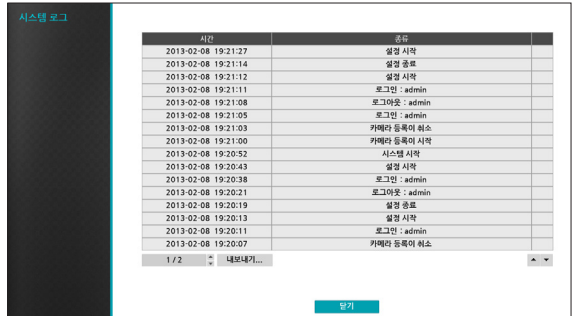 시스템 로그
시간 종류
2013-02-08 19:21:27 설정 시작
2013-02-08 19:21:14 설정 종료
2013-02-08 19:21:12 설정 시작
2013-02-08 19:21:11 로그인 : admin
2013-02-08 19:21:08 로그아웃 : admin
2013-02-08 19:21:05 로그인 : admin
2013-02-08 19:21:03 카메라 등록이 취소
2013-02-08 19:21:00 카메라 등록이 시작
2013-02-08 19:20:52 시스템 시작
2013-02-08 19:20:43 설정 시작
2013-02-08 19:20:38 로그인 : admin
2013-02-08 19:20:21 로그아웃 : admin
2013-02-08 19:20:19 설정 종료
2013-02-08 19:20:13 설정 시작
2013-02-08 19:20:11 로그인 : admin
2013-02-08 19:20:07 카메라 등록이 취소
1 / 2 내보내기...
닫기